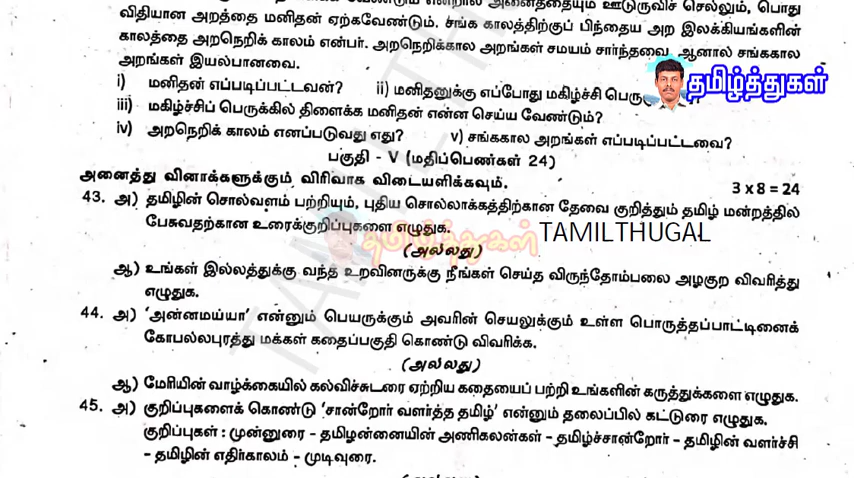 வேண்டும் என்றால் அனைத்தையும் ஊடுருவிச் செல்லும், பொது
விதியான அறத்தை மனிதன் ஏற்கவேண்டும். சங்க காலத்திற்குப் பிந்தைய அற இலக்கியங்களின்
காலத்தை அறநெறிக் காலம் என்பர். அறநெறிக்கால அறங்கள் சமயம் சார்ந்தவை. ஆனால் சங்ககால
அறங்கள் இயல்பானவை.
i) மனிதன் எப்படிப்பட்டவன்? ii) மனிதனுக்கு எப்போது மகிழ்ச்சி
தமிழ்த்துகள்
iii) மகிழ்ச்சிப் பெருக்கில் திளைக்க மனிதன் என்ன செய்ய வேண்டும்?
iv) அறநெறிக் காலம் எனப்படுவது எது? v) சங்ககால அறங்கள் எப்படிப்பட்டவை?
பகுதி - V (மதிப்பெண்கள் 24)
அனைத்து வினாக்களுக்கும் விரிவாக விடையளிக்கவும். 3 x 8 = 24
43. அ) தமிழின் சொல்வளம் பற்றியும், புதிய சொல்லாக்கத்திற்கான தேவை குறித்தும் தமிழ் மன்றத்தில்
பேசுவதற்கான உரைக்குறிப்புகளை எழுதுக.
தமிழ்த்துகள் TAMILTHUGAL
(அல்லது)
ஆ) உங்கள் இல்லத்துக்கு வந்த உறவினருக்கு நீங்கள் செய்த விருந்தோம்பலை அழகுற விவரித்து
எழுதுக.
44. அ) 'அன்னமய்யா' என்னும் பெயருக்கும் அவரின் செயலுக்கும் உள்ள பொருத்தப்பாட்டினைக்
கோபல்லபுரத்து மக்கள் கதைப்பகுதி கொண்டு விவரிக்க.
(அல்லது)
ஆ) மேரியின் வாழ்க்கையில் கல்விச்சுடரை ஏற்றிய கதையைப் பற்றி உங்களின் கருத்துக்களை எழுதுக.
45. அ) குறிப்புகளைக் கொண்டு 'சான்றோர் வளர்த்த தமிழ்' என்னும் தலைப்பில் கட்டுரை எழுதுக.
குறிப்புகள் : முன்னுரை - தமிழன்னையின் அணிகலன்கள் - தமிழ்ச்சான்றோர் - தமிழின் வளர்ச்சி
- தமிழின் எதிர்காலம் - முடிவுரை.